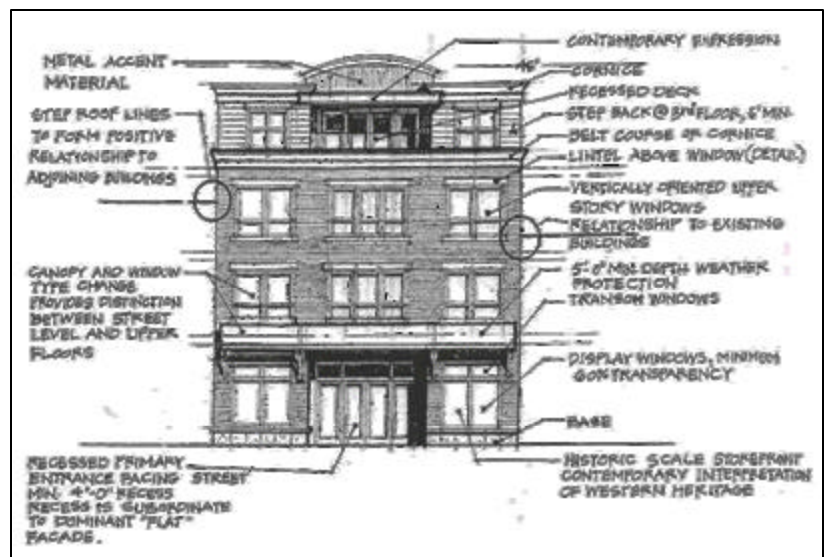 METAL ACCENT
MATERIAL
STEP ROOF LINES
TO FORM POSITIVE
RELATIONSHIP TO
ADJOINING BUILDINGS
CANOPY AND WINDOW
TYPE CHANGE
PROVIDES DISTINCTION
BETWEEN STREET
LEVEL AND UPPER
FLOORS
RECESSED PRIMARY
ENTRANCE FACING STREET
MIN. 4'-0" RECESS
RECESS IS SUBORDINATE
TO DOMINANT "FLAT"
FACADE.
CONTEMPORARY EXPRESSION
45'
CORNICE
RECESSED DECK
STEP BACK @ 3RD FLOOR, 6' MIN.
BELT COURSE OR CORNICE
LINTEL ABOVE WINDOW (DETAIL)
VERTICALLY ORIENTED UPPER
STORY WINDOWS
RELATIONSHIP TO EXISTING
BUILDINGS
5'-0" MIN. DEPTH WEATHER
PROTECTION
TRANSOM WINDOWS
DISPLAY WINDOWS, MINIMUM
TRANSPARENCY
BASE
HISTORIC SCALE STOREFRONT
CONTEMPORARY INTERPRETATION
OF WESTERN HERITAGE